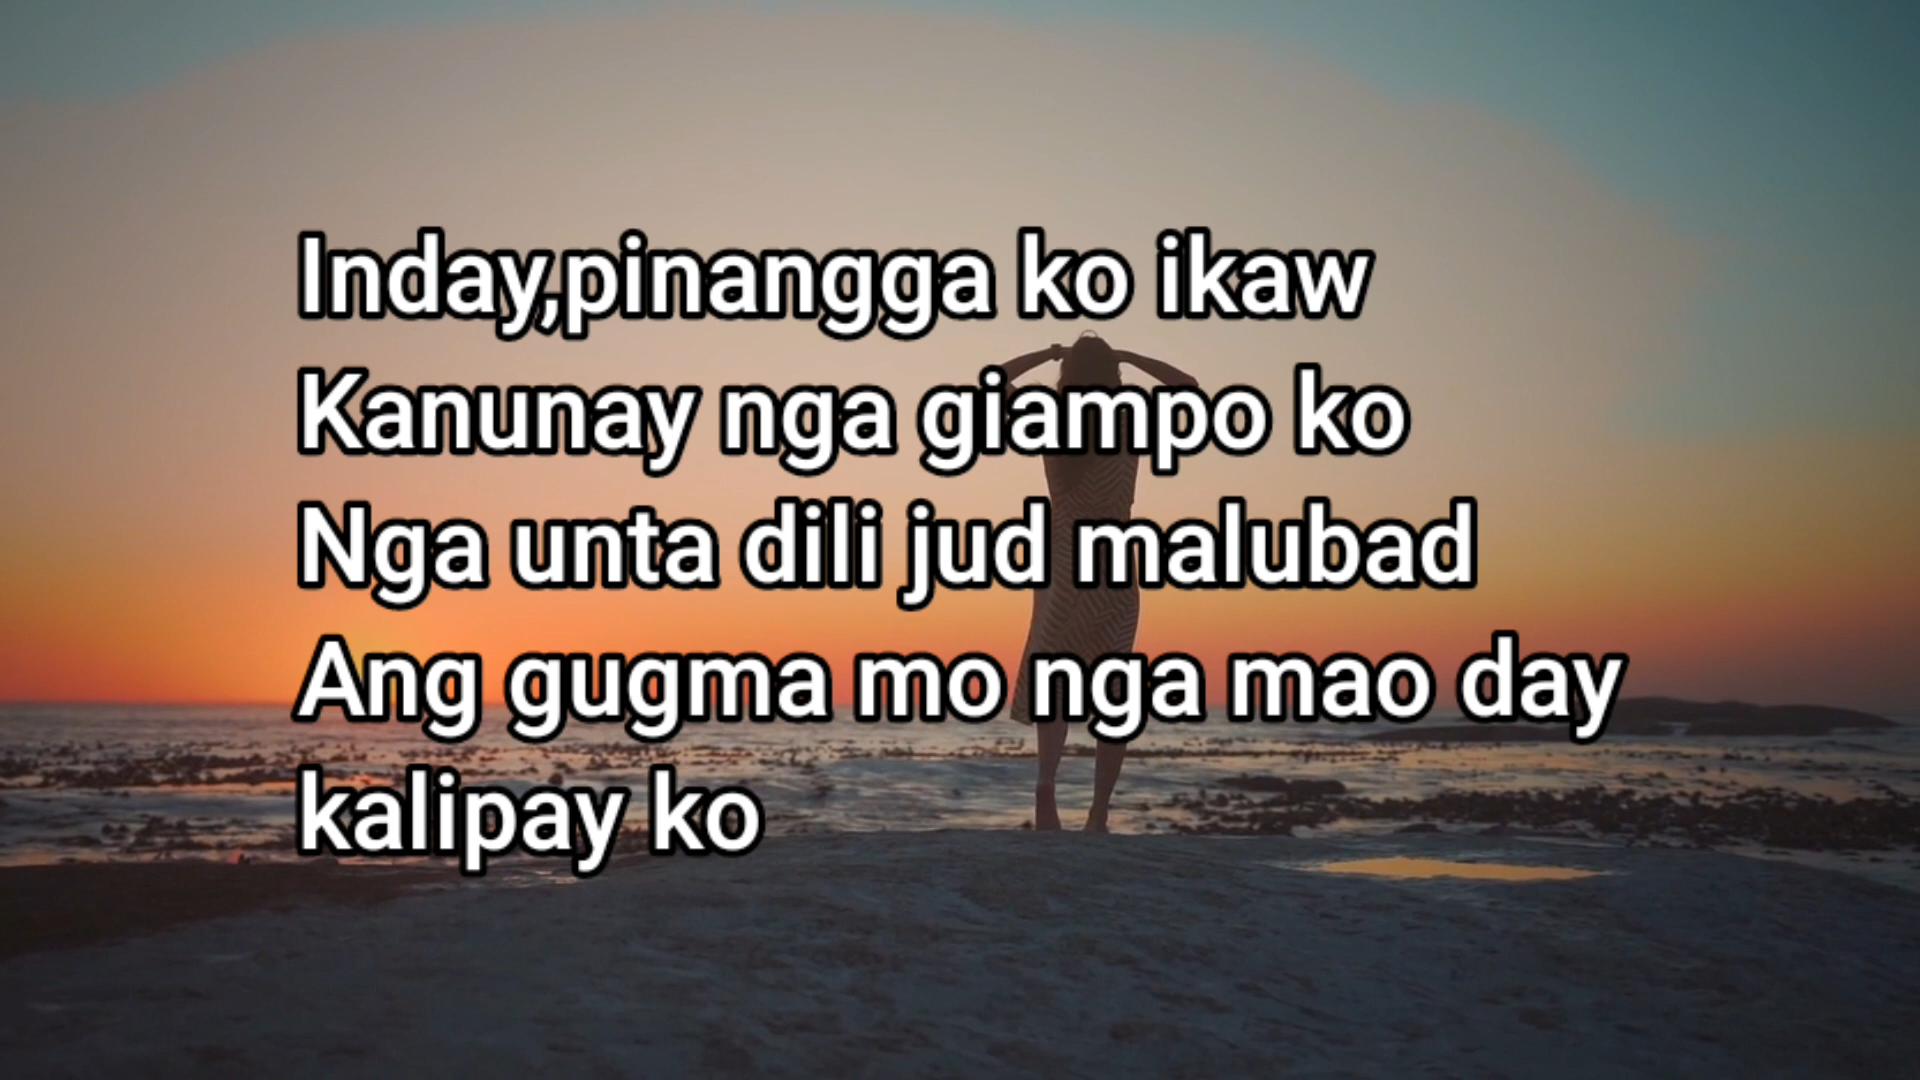 Inday,pinangga ko ikaw
Kanunay nga giampo ko
Nga unta dili jud malubad
Ang gugma mo nga mao day
kalipay ko